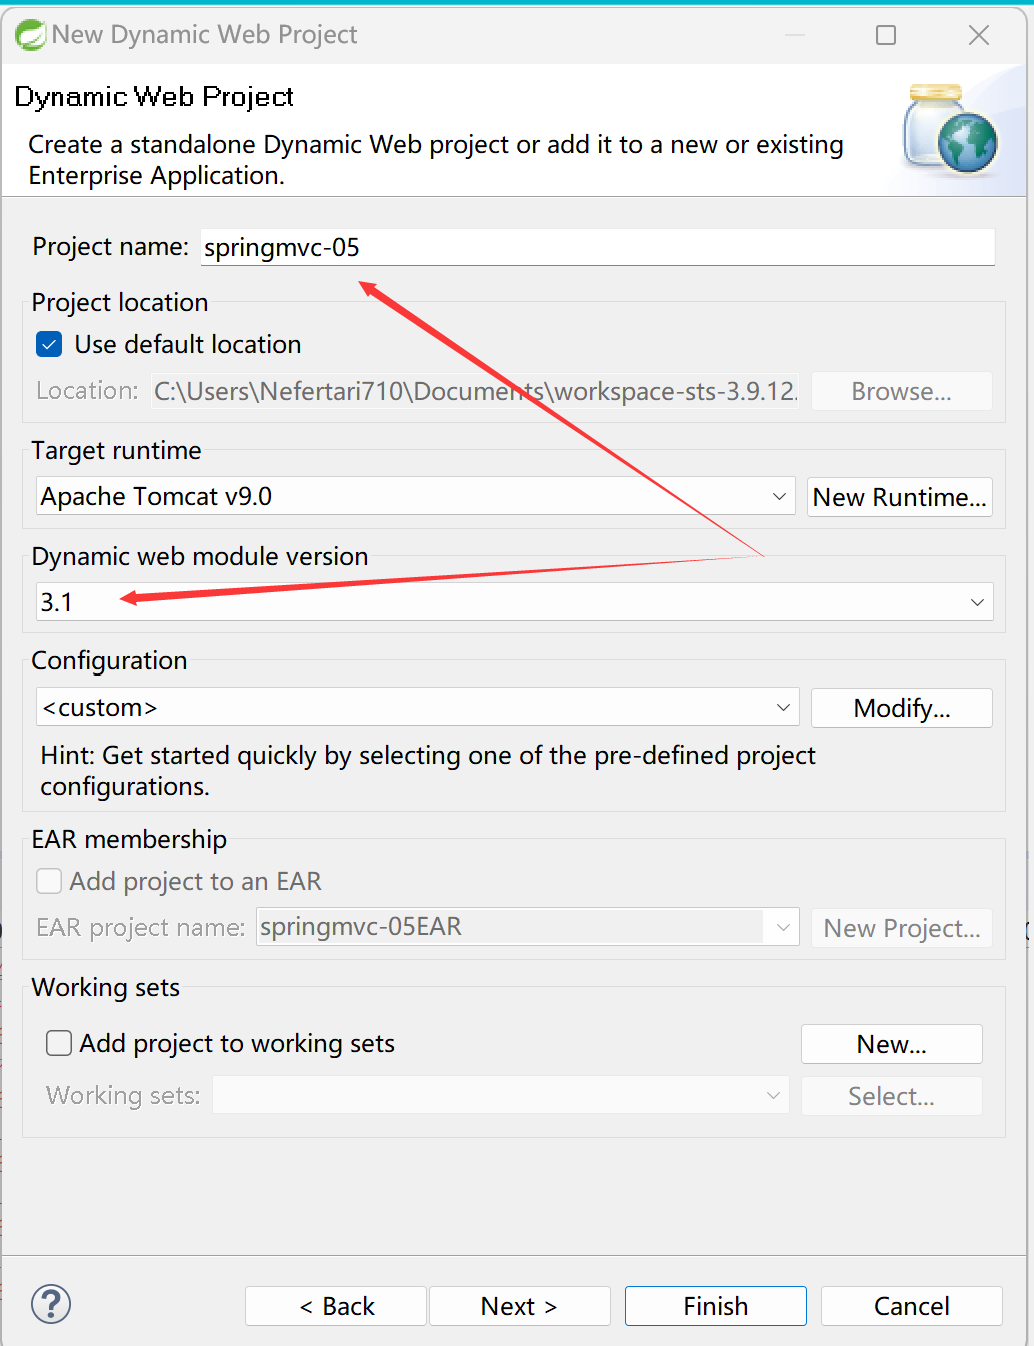 New Dynamic Web Project
Dynamic Web Project
Create a standalone Dynamic Web project or add it to a new or existing
Enterprise Application.
Project name: springmvc-05
Project location
Use default location
Location: C:\Users\Nefertari710\Documents\workspace-sts-3.9.12. Browse...
Target runtime
Apache Tomcat v9.0 New Runtime...
Dynamic web module version
3.1
Configuration
<custom> Modify...
Hint: Get started quickly by selecting one of the pre-defined project
configurations.
EAR membership
Add project to an EAR
EAR project name: springmvc-05EAR New Project...
Working sets
Add project to working sets New...
Working sets: Select...
? < Back Next > Finish Cancel